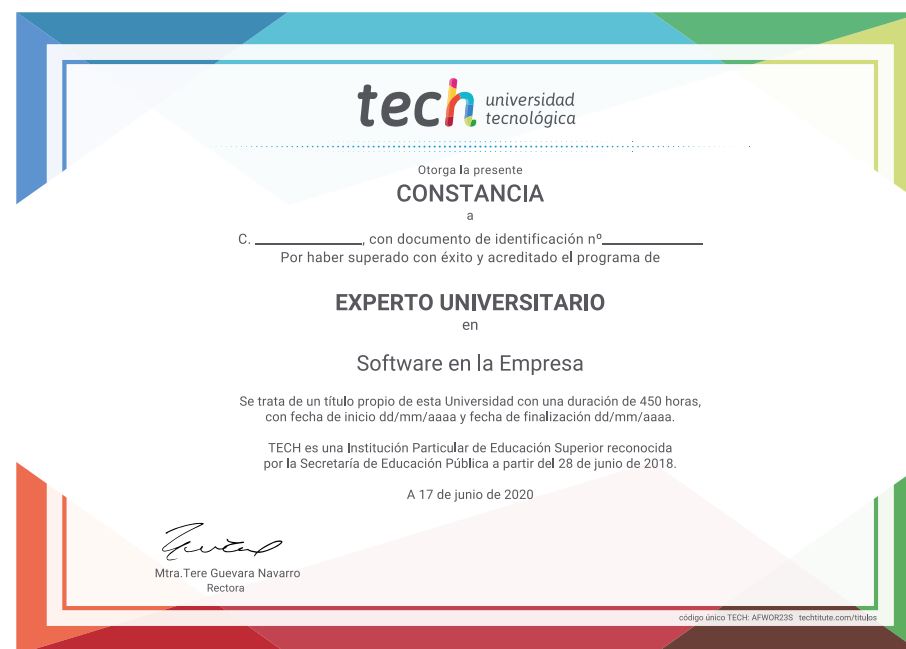 tech universidad
tecnológica
Otorga la presente
CONSTANCIA
a
C. ______________, con documento de identificación nº_____________
Por haber superado con éxito y acreditado el programa de
EXPERTO UNIVERSITARIO
en
Software en la Empresa
Se trata de un título propio de esta Universidad con una duración de 450 horas,
con fecha de inicio dd/mm/aaaa y fecha de finalización dd/mm/aaaa.
TECH es una Institución Particular de Educación Superior reconocida
por la Secretaría de Educación Pública a partir del 28 de junio de 2018.
A 17 de junio de 2020
Mtra.Tere Guevara Navarro
Rectora
código único TECH: AFWOR23S techtitute.com/titulos